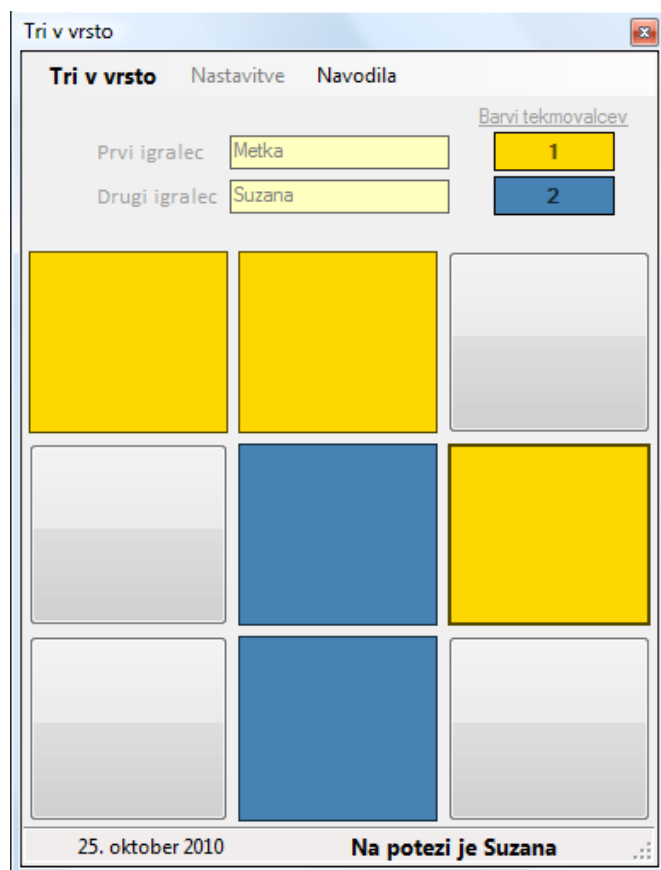 Tri v vrsto
Tri v vrsto Nastavitve Navodila
Barvi tekmovalcev
Prvi igralec Metka 1
Drugi igralec Suzana 2
25. oktober 2010 Na potezi je Suzana